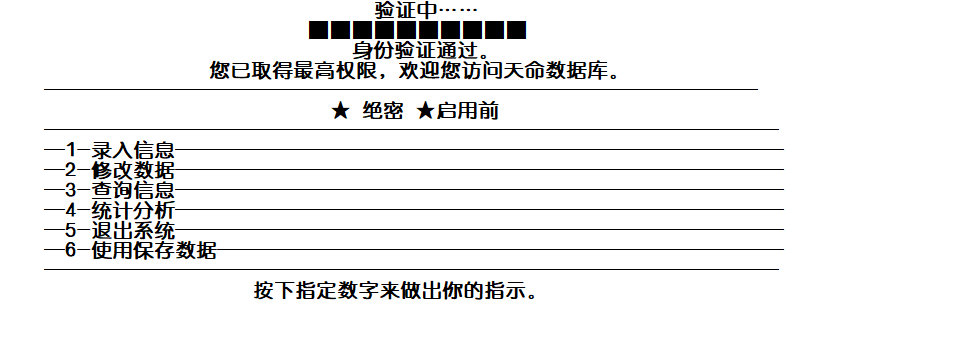 验证中……
■■■■■■■■■■
身份验证通过。
您已取得最高权限，欢迎您访问天命数据库。
★ 绝密 ★启用前
1 录入信息
2 修改数据
3 查询信息
4 统计分析
5 退出系统
6 使用保存数据
按下指定数字来做出你的指示。